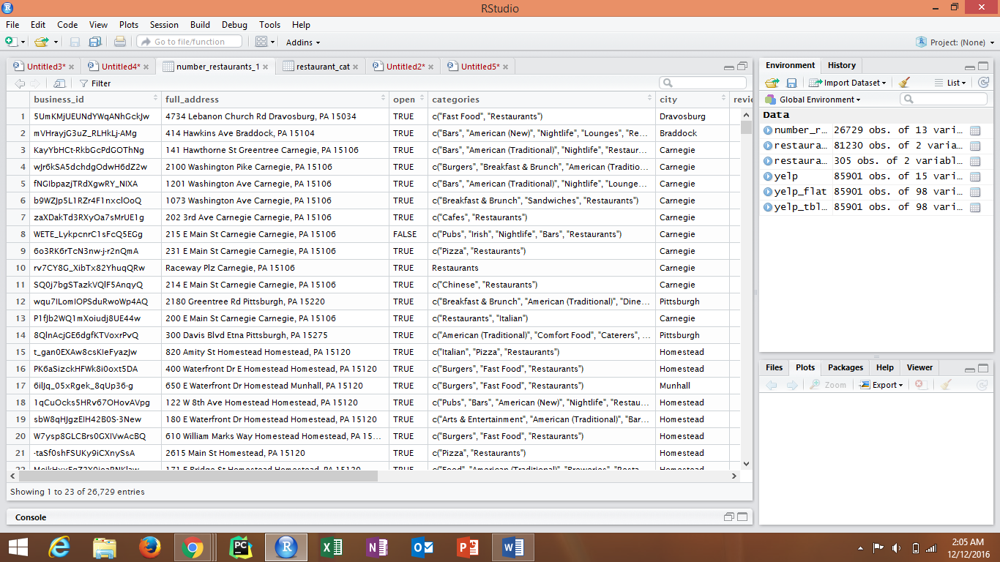 RStudio
File Edit Code View Plots Session Build Debug Tools Help
Go to file/function Addins Project: (None)
Untitled3* Untitled4* number_restaurants_1 restaurant_cat Untitled2* Untitled5*
Filter
business_id full_address open categories city revie
1 5UmKMjUEUNdYWqANhGckJw 4734 Lebanon Church Rd Dravosburg, PA 15034 TRUE c("Fast Food", "Restaurants") Dravosburg
2 mVHrayjG3uZ_RLHkLj-AMg 414 Hawkins Ave Braddock, PA 15104 TRUE c("Bars", "American (New)", "Nightlife", "Lounges", "Re... Braddock
3 KayYbHCt-RkbGcPdGOThNg 141 Hawthorne St Greentree Carnegie, PA 15106 TRUE c("Bars", "American (Traditional)", "Nightlife", "Restaur... Carnegie
4 wJr6kSA5dchdgOdwH6dZ2w 2100 Washington Pike Carnegie, PA 15106 TRUE c("Burgers", "Breakfast & Brunch", "American (Traditio... Carnegie
5 fNGIbpazjTRdXgwRY_NIXA 1201 Washington Ave Carnegie, PA 15106 TRUE c("Bars", "American (Traditional)", "Nightlife", "Lounge... Carnegie
6 b9WZJp5L1RZr4F1nxclOoQ 1073 Washington Ave Carnegie, PA 15106 TRUE c("Breakfast & Brunch", "Sandwiches", "Restaurants") Carnegie
7 zaXDakTd3RXyOa7sMrUE1g 202 3rd Ave Carnegie Carnegie, PA 15106 TRUE c("Cafes", "Restaurants") Carnegie
8 WETE_LykpcnrC1sFcQ5EGg 215 E Main St Carnegie Carnegie, PA 15106 FALSE c("Pubs", "Irish", "Nightlife", "Bars", "Restaurants") Carnegie
9 6o3RK6rTcN3nw-j-r2nQmA 231 E Main St Carnegie Carnegie, PA 15106 TRUE c("Pizza", "Restaurants") Carnegie
10 rv7CY8G_XibTx82YhuqQRw Raceway Plz Carnegie, PA 15106 TRUE Restaurants Carnegie
11 SQ0j7bgSTazkVQlF5AnqyQ 214 E Main St Carnegie Carnegie, PA 15106 TRUE c("Chinese", "Restaurants") Carnegie
12 wqu7ILomIOPSduRwoWp4AQ 2180 Greentree Rd Pittsburgh, PA 15220 TRUE c("Breakfast & Brunch", "American (Traditional)", "Dine... Pittsburgh
13 P1fJb2WQ1mXoiudj8UE44w 200 E Main St Carnegie Carnegie, PA 15106 TRUE c("Restaurants", "Italian") Carnegie
14 8QlnAcjGE6dgfKTVoxrPvQ 300 Davis Blvd Etna Pittsburgh, PA 15275 TRUE c("American (Traditional)", "Comfort Food", "Caterers", ... Pittsburgh
15 t_gan0EXAw8csKIeFyazJw 820 Amity St Homestead Homestead, PA 15120 TRUE c("Italian", "Pizza", "Restaurants") Homestead
16 PK6aSizckHFWk8i0oxt5DA 400 Waterfront Dr E Homestead Homestead, PA 15120 TRUE c("Burgers", "Fast Food", "Restaurants") Homestead
17 6ilJq_05xRgek_8qUp36-g 650 E Waterfront Dr Homestead Munhall, PA 15120 TRUE c("Burgers", "Fast Food", "Restaurants") Munhall
18 1qCuOcks5HRv67OHovAVpg 122 W 8th Ave Homestead Homestead, PA 15120 TRUE c("Pubs", "Bars", "American (New)", "Nightlife", "Restau... Homestead
19 sbW8qHJgzEIH42B0S-3New 180 E Waterfront Dr Homestead Homestead, PA 15120 TRUE c("Arts & Entertainment", "American (Traditional)", "Bar... Homestead
20 W7ysp8GLCBrs0GXIVwAcBQ 610 William Marks Way Homestead Homestead, PA 15... TRUE c("Burgers", "Fast Food", "Restaurants") Homestead
21 -taSf0shFSUKy9iCXnySsA 2615 Main St Homestead, PA 15120 TRUE c("Pizza", "Restaurants") Homestead
22 171 E Bridge St Homestead Homestead, PA 15120 TRUE c("Food", "American (Traditional)", "Breweries", "Resta... Homestead
Showing 1 to 23 of 26,729 entries
Console
Environment History
Import Dataset List
Global Environment
Data
number_r... 26729 obs. of 13 vari...
restaura... 81230 obs. of 2 varia...
restaura... 305 obs. of 2 variabl...
yelp 85901 obs. of 15 vari...
yelp_flat 85901 obs. of 98 vari...
yelp_tbl... 85901 obs. of 98 vari...
Files Plots Packages Help Viewer
Zoom Export
2:05 AM
12/12/2016